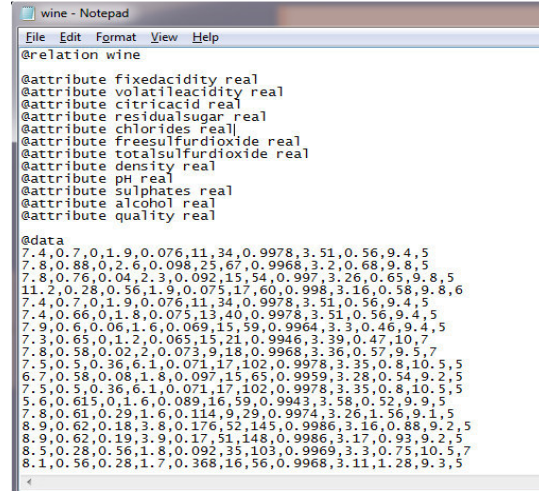 wine - Notepad
File Edit Format View Help
@relation wine
@attribute fixedacidity real
@attribute volatileacidity real
@attribute citricacid real
@attribute residualsugar real
@attribute chlorides real
@attribute freesulfurdioxide real
@attribute totalsulfurdioxide real
@attribute density real
@attribute pH real
@attribute sulphates real
@attribute alcohol real
@attribute quality real
@data
7.4,0.7,0,1.9,0.076,11,34,0.9978,3.51,0.56,9.4,5
7.8,0.88,0,2.6,0.098,25,67,0.9968,3.2,0.68,9.8,5
7.8,0.76,0.04,2.3,0.092,15,54,0.997,3.26,0.65,9.8,5
11.2,0.28,0.56,1.9,0.075,17,60,0.998,3.16,0.58,9.8,6
7.4,0.7,0,1.9,0.076,11,34,0.9978,3.51,0.56,9.4,5
7.4,0.66,0,1.8,0.075,13,40,0.9978,3.51,0.56,9.4,5
7.9,0.6,0.06,1.6,0.069,15,59,0.9964,3.3,0.46,9.4,5
7.3,0.65,0,1.2,0.065,15,21,0.9946,3.39,0.47,10,7
7.8,0.58,0.02,2,0.073,9,18,0.9968,3.36,0.57,9.5,7
7.5,0.5,0.36,6.1,0.071,17,102,0.9978,3.35,0.8,10.5,5
6.7,0.58,0.08,1.8,0.097,15,65,0.9959,3.28,0.54,9.2,5
7.5,0.5,0.36,6.1,0.071,17,102,0.9978,3.35,0.8,10.5,5
5.6,0.615,0,1.6,0.089,16,59,0.9943,3.58,0.52,9.9,5
7.8,0.61,0.29,1.6,0.114,9,29,0.9974,3.26,1.56,9.1,5
8.9,0.62,0.18,3.8,0.176,52,145,0.9986,3.16,0.88,9.2,5
8.9,0.62,0.19,3.9,0.17,51,148,0.9986,3.17,0.93,9.2,5
8.5,0.28,0.56,1.8,0.092,35,103,0.9969,3.3,0.75,10.5,7
8.1,0.56,0.28,1.7,0.368,16,56,0.9968,3.11,1.28,9.3,5